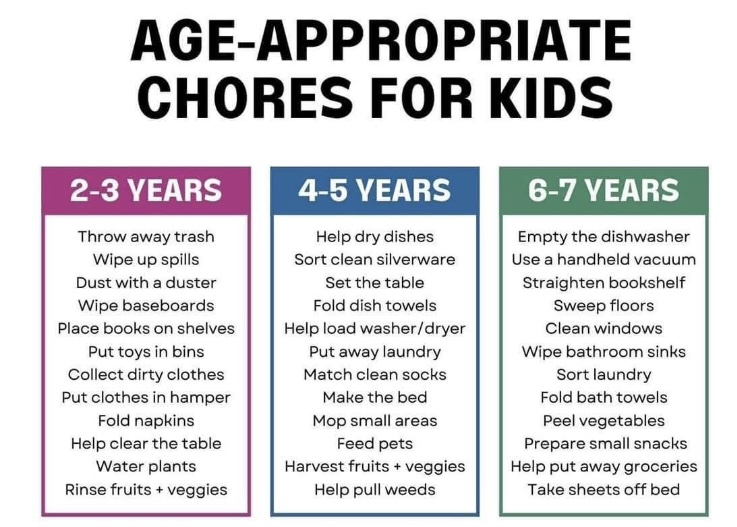 AGE-APPROPRIATE
CHORES FOR KIDS
2-3 YEARS
Throw away trash
Wipe up spills
Dust with a duster
Wipe baseboards
Place books on shelves
Put toys in bins
Collect dirty clothes
Put clothes in hamper
Fold napkins
Help clear the table
Water plants
Rinse fruits + veggies
4-5 YEARS
Help dry dishes
Sort clean silverware
Set the table
Fold dish towels
Help load washer/dryer
Put away laundry
Match clean socks
Make the bed
Mop small areas
Feed pets
Harvest fruits + veggies
Help pull weeds
6-7 YEARS
Empty the dishwasher
Use a handheld vacuum
Straighten bookshelf
Sweep floors
Clean windows
Wipe bathroom sinks
Sort laundry
Fold bath towels
Peel vegetables
Prepare small snacks
Help put away groceries
Take sheets off bed